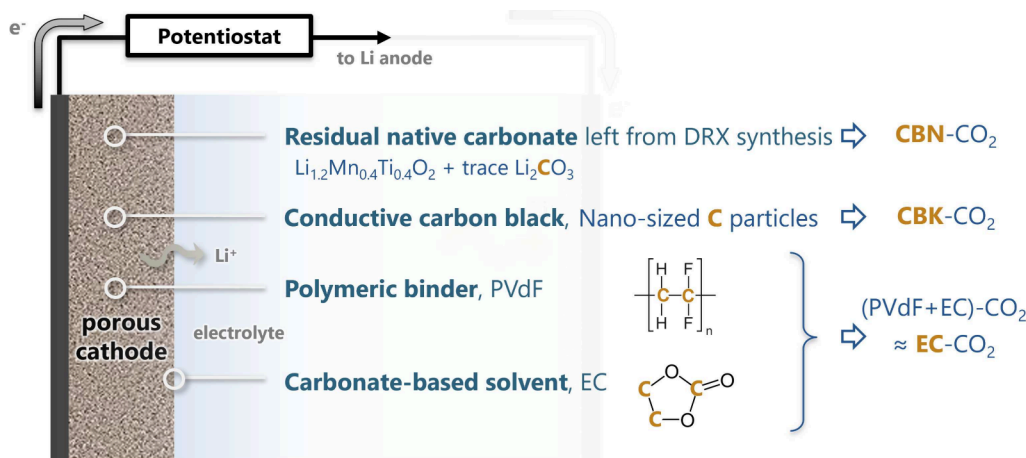 e⁻
Potentiostat
to Li anode
Residual native carbonate left from DRX synthesis
CBN-CO₂
Li₁.₂Mn₀.₄Ti₀.₄O₂ + trace Li₂CO₃
Conductive carbon black, Nano-sized C particles
CBK-CO₂
Li⁺
Polymeric binder, PVdF
H F
C C
H F
n
(PVdF+EC)-CO₂
≈ EC-CO₂
porous
cathode
electrolyte
Carbonate-based solvent, EC
O
C C O
C C O